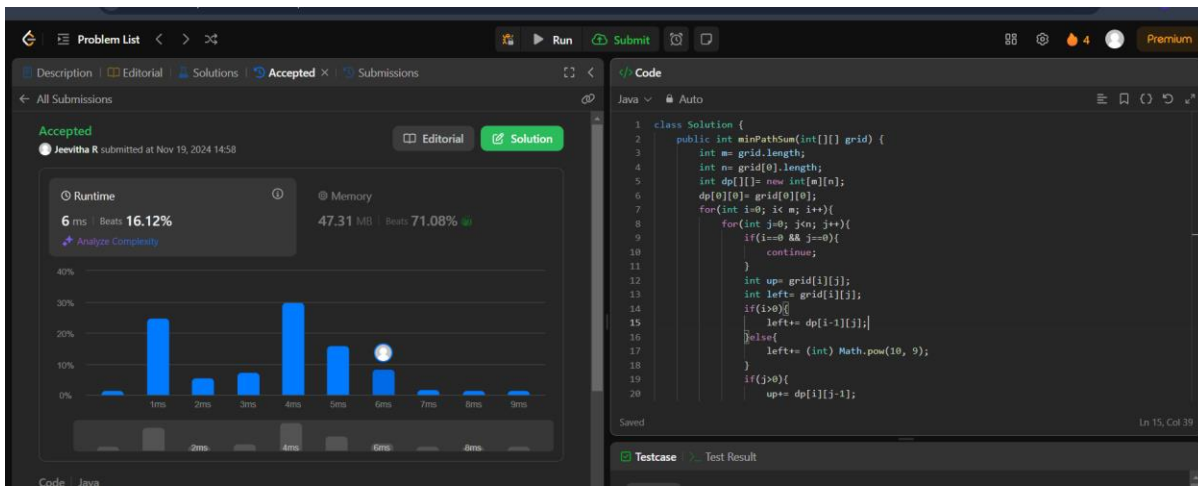 Problem List
Run
Submit
4
Premium
Description
Editorial
Solutions
Accepted
Submissions
All Submissions
Accepted
Jeevitha R submitted at Nov 19, 2024 14:58
Editorial
Solution
Runtime
6 ms Beats 16.12%
Analyze Complexity
Memory
47.31 MB Beats 71.08%
40%
30%
20%
10%
0%
1ms 2ms 3ms 4ms 5ms 6ms 7ms 8ms 9ms
2ms 4ms 6ms 8ms
Code Java
</> Code
Java Auto
1 class Solution {
2 public int minPathSum(int[][] grid) {
3 int m= grid.length;
4 int n= grid[0].length;
5 int dp[][]= new int[m][n];
6 dp[0][0]= grid[0][0];
7 for(int i=0; i< m; i++){
8 for(int j=0; j<n; j++){
9 if(i==0 && j==0){
10 continue;
11 }
12 int up= grid[i][j];
13 int left= grid[i][j];
14 if(i>0){
15 left+= dp[i-1][j];
16 }else{
17 left+= (int) Math.pow(10, 9);
18 }
19 if(j>0){
20 up+= dp[i][j-1];
Saved
Ln 15, Col 39
Testcase
>_ Test Result